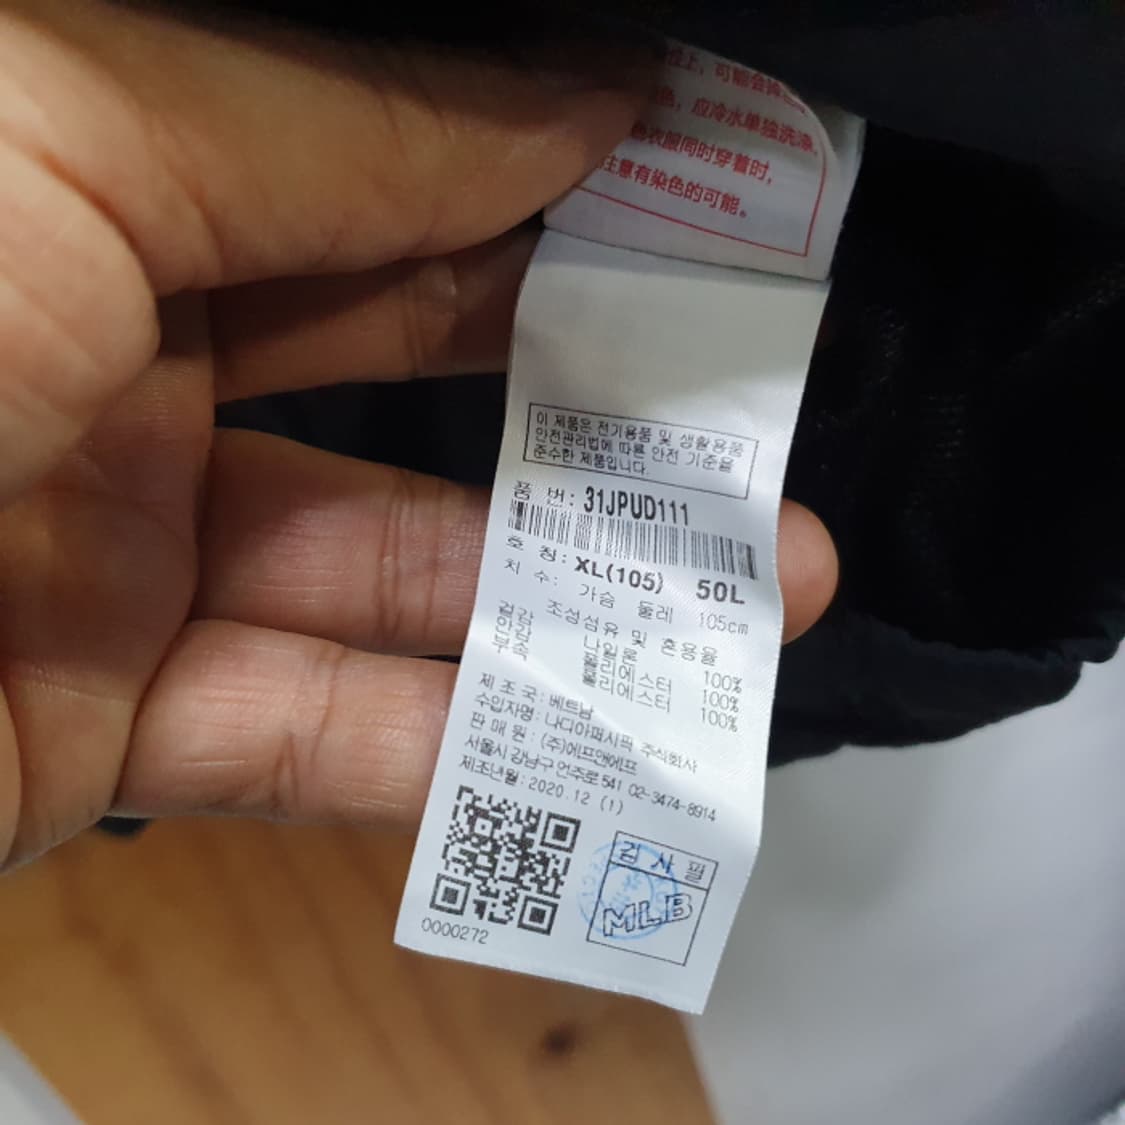 上，可能会掉色
色，应冷水单独洗涤。
色衣服同时穿着时，
注意有染色的可能。
이 제품은 전기용품 및 생활용품
안전관리법에 따른 안전 기준을
준수한 제품입니다.
품 번: 31JPUD111
호 칭: XL(105) 50L
치 수: 가슴 둘레 105cm
조성섬유 및 혼용율
겉감 나일론 100%
안감 폴리에스터 100%
부속 폴리에스터 100%
제 조 국: 베트남
수입자명: 나디아퍼시픽 주식회사
판 매 원: (주)에프앤에프
서울시 강남구 언주로 541 02-3474-8914
제조년월: 2020.12 (1)
0000272
검 사 필
MLB